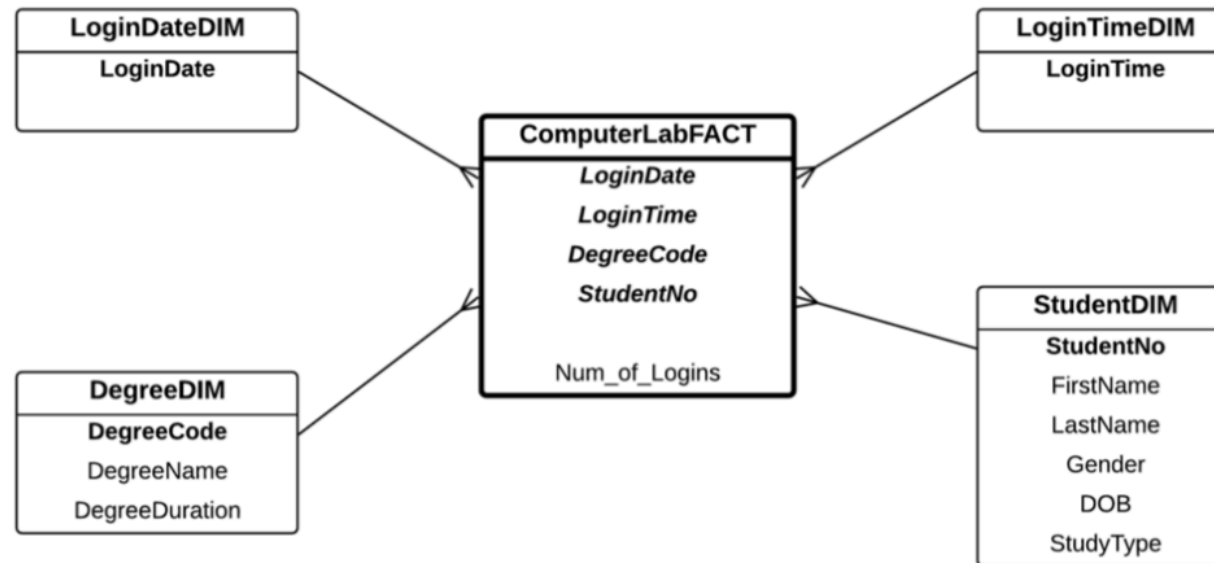 LoginDateDIM
LoginDate
LoginTimeDIM
LoginTime
ComputerLabFACT
LoginDate
LoginTime
DegreeCode
StudentNo
Num_of_Logins
DegreeDIM
DegreeCode
DegreeName
DegreeDuration
StudentDIM
StudentNo
FirstName
LastName
Gender
DOB
StudyType